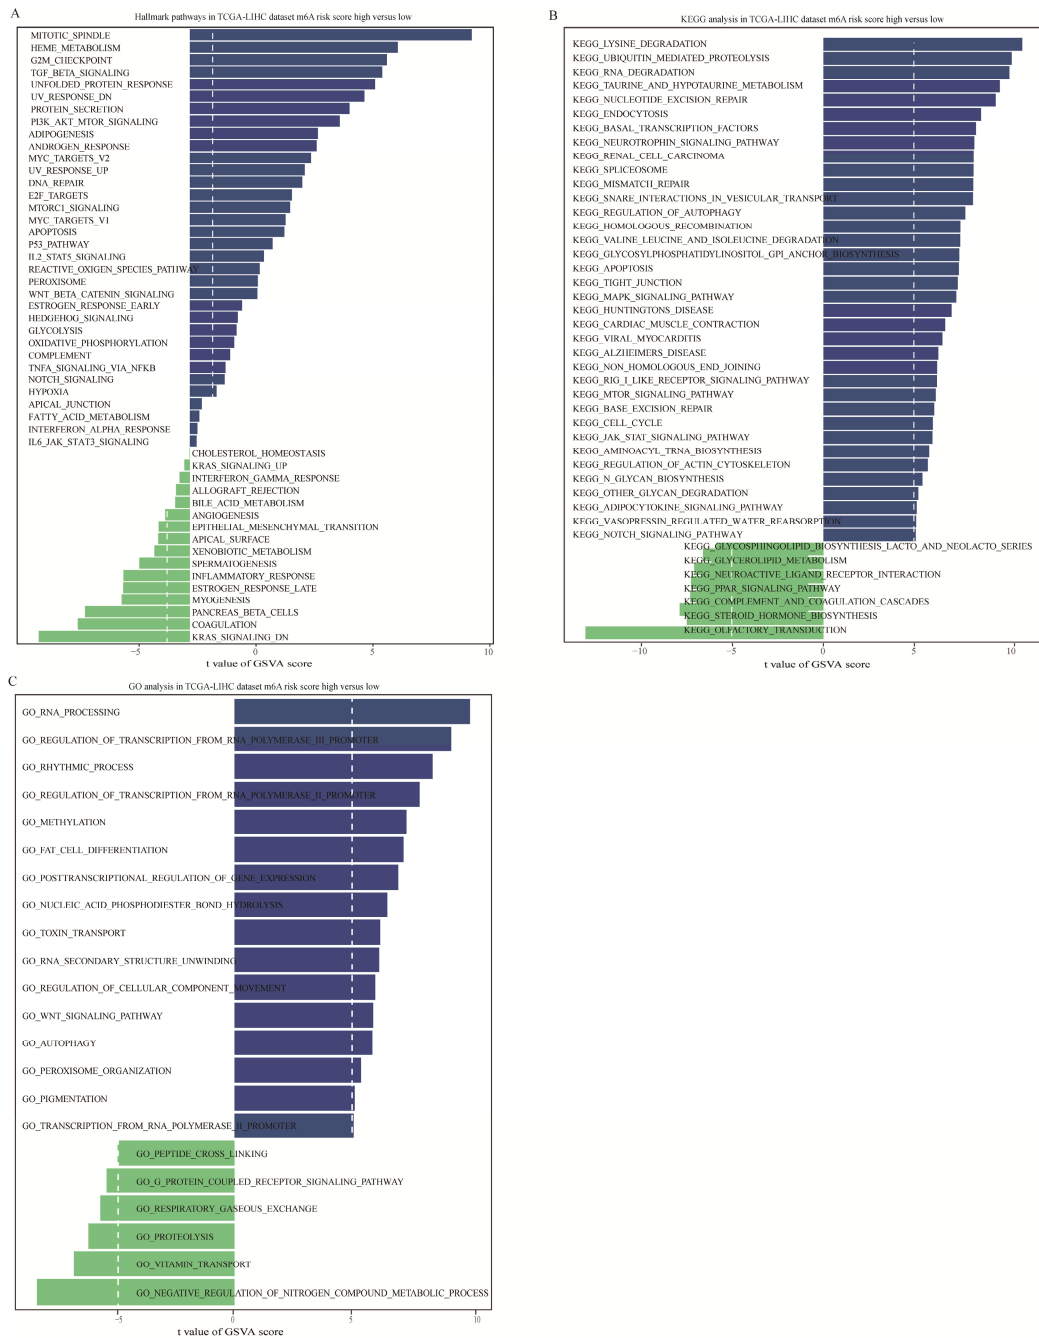 A
Hallmark pathways in TCGA-LIHC dataset m6A risk score high versus low
MITOTIC_SPINDLE
HEME_METABOLISM
G2M_CHECKPOINT
TGF_BETA_SIGNALING
UNFOLDED_PROTEIN_RESPONSE
UV_RESPONSE_DN
PROTEIN_SECRETION
PI3K_AKT_MTOR_SIGNALING
ADIPOGENESIS
ANDROGEN_RESPONSE
MYC_TARGETS_V2
UV_RESPONSE_UP
DNA_REPAIR
E2F_TARGETS
MTORC1_SIGNALING
MYC_TARGETS_V1
APOPTOSIS
P53_PATHWAY
IL2_STAT5_SIGNALING
REACTIVE_OXIGEN_SPECIES_PATHWAY
PEROXISOME
WNT_BETA_CATENIN_SIGNALING
ESTROGEN_RESPONSE_EARLY
HEDGEHOG_SIGNALING
GLYCOLYSIS
OXIDATIVE_PHOSPHORYLATION
COMPLEMENT
TNFA_SIGNALING_VIA_NFKB
NOTCH_SIGNALING
HYPOXIA
APICAL_JUNCTION
FATTY_ACID_METABOLISM
INTERFERON_ALPHA_RESPONSE
IL6_JAK_STAT3_SIGNALING
CHOLESTEROL_HOMEOSTASIS
KRAS_SIGNALING_UP
INTERFERON_GAMMA_RESPONSE
ALLOGRAFT_REJECTION
BILE_ACID_METABOLISM
ANGIOGENESIS
EPITHELIAL_MESENCHYMAL_TRANSITION
APICAL_SURFACE
XENOBIOTIC_METABOLISM
SPERMATOGENESIS
INFLAMMATORY_RESPONSE
ESTROGEN_RESPONSE_LATE
MYOGENESIS
PANCREAS_BETA_CELLS
COAGULATION
KRAS_SIGNALING_DN
−5 0 5 10
t value of GSVA score
B
KEGG analysis in TCGA-LIHC dataset m6A risk score high versus low
KEGG_LYSINE_DEGRADATION
KEGG_UBIQUITIN_MEDIATED_PROTEOLYSIS
KEGG_RNA_DEGRADATION
KEGG_TAURINE_AND_HYPOTAURINE_METABOLISM
KEGG_NUCLEOTIDE_EXCISION_REPAIR
KEGG_ENDOCYTOSIS
KEGG_BASAL_TRANSCRIPTION_FACTORS
KEGG_NEUROTROPHIN_SIGNALING_PATHWAY
KEGG_RENAL_CELL_CARCINOMA
KEGG_SPLICEOSOME
KEGG_MISMATCH_REPAIR
KEGG_SNARE_INTERACTIONS_IN_VESICULAR_TRANSPORT
KEGG_REGULATION_OF_AUTOPHAGY
KEGG_HOMOLOGOUS_RECOMBINATION
KEGG_VALINE_LEUCINE_AND_ISOLEUCINE_DEGRADATION
KEGG_GLYCOSYLPHOSPHATIDYLINOSITOL_GPI_ANCHOR_BIOSYNTHESIS
KEGG_APOPTOSIS
KEGG_TIGHT_JUNCTION
KEGG_MAPK_SIGNALING_PATHWAY
KEGG_HUNTINGTONS_DISEASE
KEGG_CARDIAC_MUSCLE_CONTRACTION
KEGG_VIRAL_MYOCARDITIS
KEGG_ALZHEIMERS_DISEASE
KEGG_NON_HOMOLOGOUS_END_JOINING
KEGG_RIG_I_LIKE_RECEPTOR_SIGNALING_PATHWAY
KEGG_MTOR_SIGNALING_PATHWAY
KEGG_BASE_EXCISION_REPAIR
KEGG_CELL_CYCLE
KEGG_JAK_STAT_SIGNALING_PATHWAY
KEGG_AMINOACYL_TRNA_BIOSYNTHESIS
KEGG_REGULATION_OF_ACTIN_CYTOSKELETON
KEGG_N_GLYCAN_BIOSYNTHESIS
KEGG_OTHER_GLYCAN_DEGRADATION
KEGG_ADIPOCYTOKINE_SIGNALING_PATHWAY
KEGG_VASOPRESSIN_REGULATED_WATER_REABSORPTION
KEGG_NOTCH_SIGNALING_PATHWAY
KEGG_GLYCOSPHINGOLIPID_BIOSYNTHESIS_LACTO_AND_NEOLACTO_SERIES
KEGG_GLYCEROLIPID_METABOLISM
KEGG_NEUROACTIVE_LIGAND_RECEPTOR_INTERACTION
KEGG_PPAR_SIGNALING_PATHWAY
KEGG_COMPLEMENT_AND_COAGULATION_CASCADES
KEGG_STEROID_HORMONE_BIOSYNTHESIS
KEGG_OLFACTORY_TRANSDUCTION
−10 −5 0 5 10
t value of GSVA score
C
GO analysis in TCGA-LIHC dataset m6A risk score high versus low
GO_RNA_PROCESSING
GO_REGULATION_OF_TRANSCRIPTION_FROM_RNA_POLYMERASE_III_PROMOTER
GO_RHYTHMIC_PROCESS
GO_REGULATION_OF_TRANSCRIPTION_FROM_RNA_POLYMERASE_II_PROMOTER
GO_METHYLATION
GO_FAT_CELL_DIFFERENTIATION
GO_POSTTRANSCRIPTIONAL_REGULATION_OF_GENE_EXPRESSION
GO_NUCLEIC_ACID_PHOSPHODIESTER_BOND_HYDROLYSIS
GO_TOXIN_TRANSPORT
GO_RNA_SECONDARY_STRUCTURE_UNWINDING
GO_REGULATION_OF_CELLULAR_COMPONENT_MOVEMENT
GO_WNT_SIGNALING_PATHWAY
GO_AUTOPHAGY
GO_PEROXISOME_ORGANIZATION
GO_PIGMENTATION
GO_TRANSCRIPTION_FROM_RNA_POLYMERASE_II_PROMOTER
GO_PEPTIDE_CROSS_LINKING
GO_G_PROTEIN_COUPLED_RECEPTOR_SIGNALING_PATHWAY
GO_RESPIRATORY_GASEOUS_EXCHANGE
GO_PROTEOLYSIS
GO_VITAMIN_TRANSPORT
GO_NEGATIVE_REGULATION_OF_NITROGEN_COMPOUND_METABOLIC_PROCESS
−5 0 5 10
t value of GSVA score